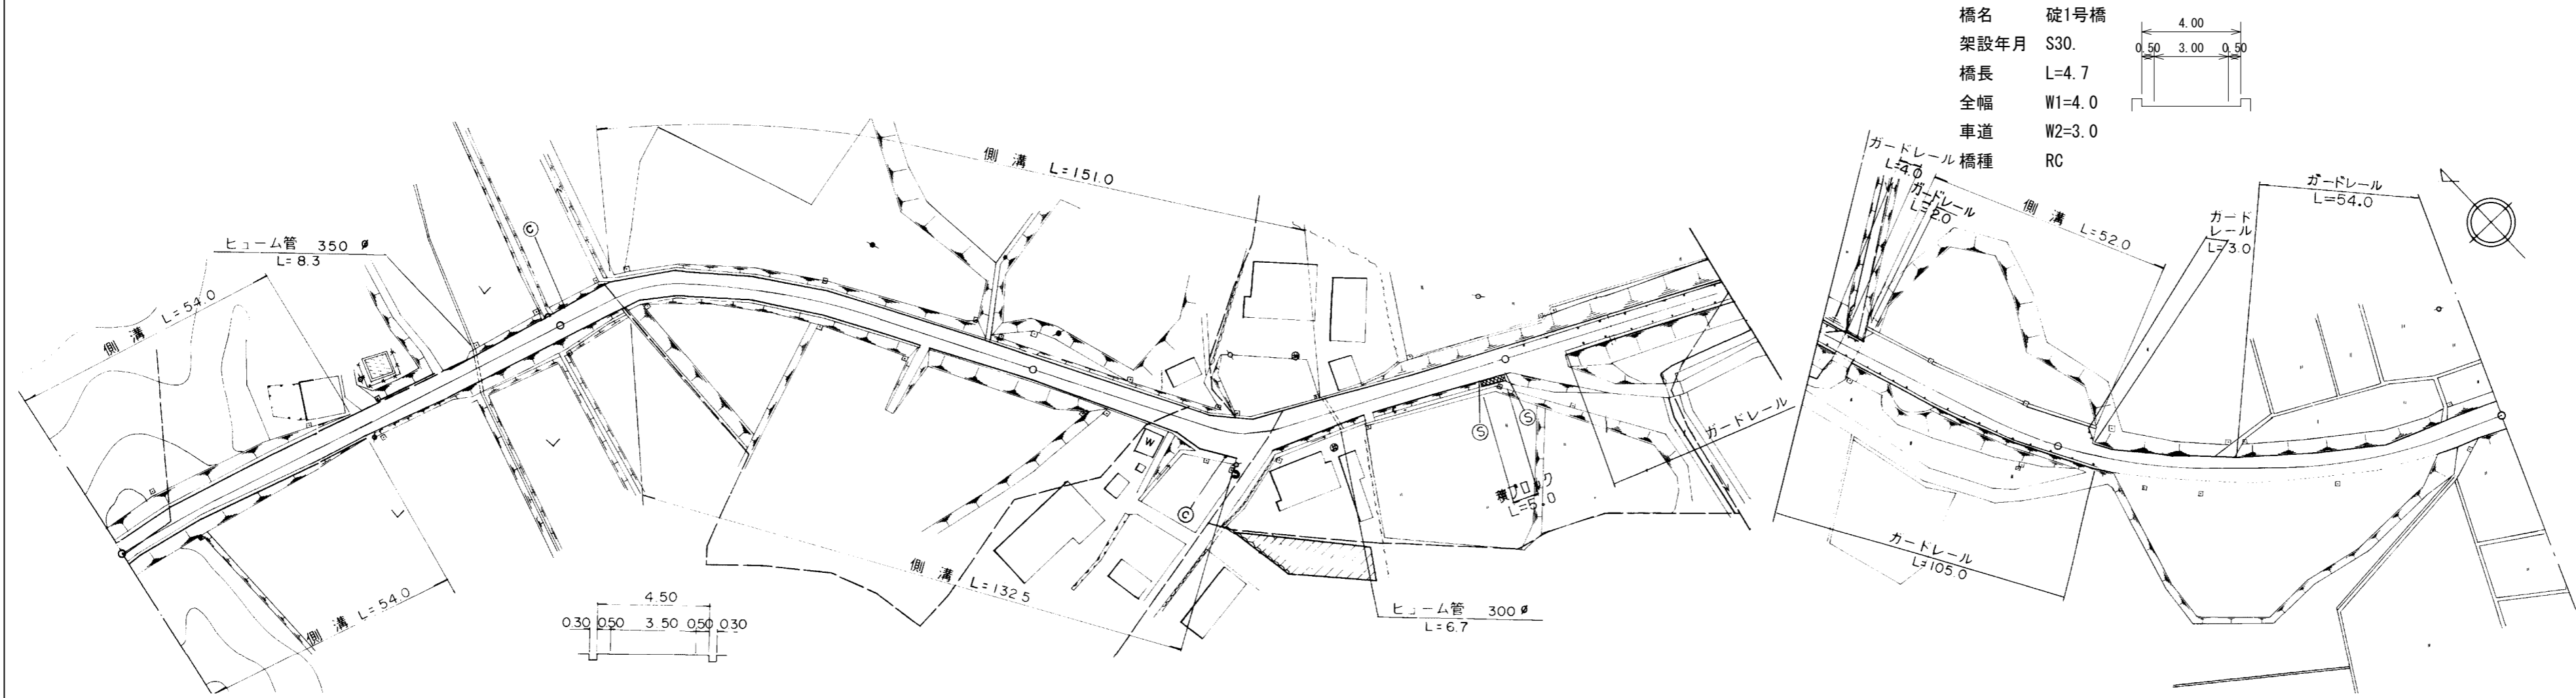 橋名 碇1号橋
架設年月 S30.
橋長 L=4.7
全幅 W1=4.0
車道 W2=3.0
橋種 RC
4.00
0.50 3.00 0.50
側溝 L=151.0
ガードレール
L=4.0
ガードレール
L=2.0
側溝 L=52.0
ガード
レール
L=3.0
ガードレール
L=54.0
ヒューム管 350 ø
L=8.3
C
側溝 L=54.0
W
S
S
ガードレール
積ブロック
L=5.0
C
側溝 L=54.0
側溝 L=132.5
4.50
0.30 0.50 3.50 0.50 0.30
ヒューム管 300 ø
L=6.7
ガードレール
L=105.0